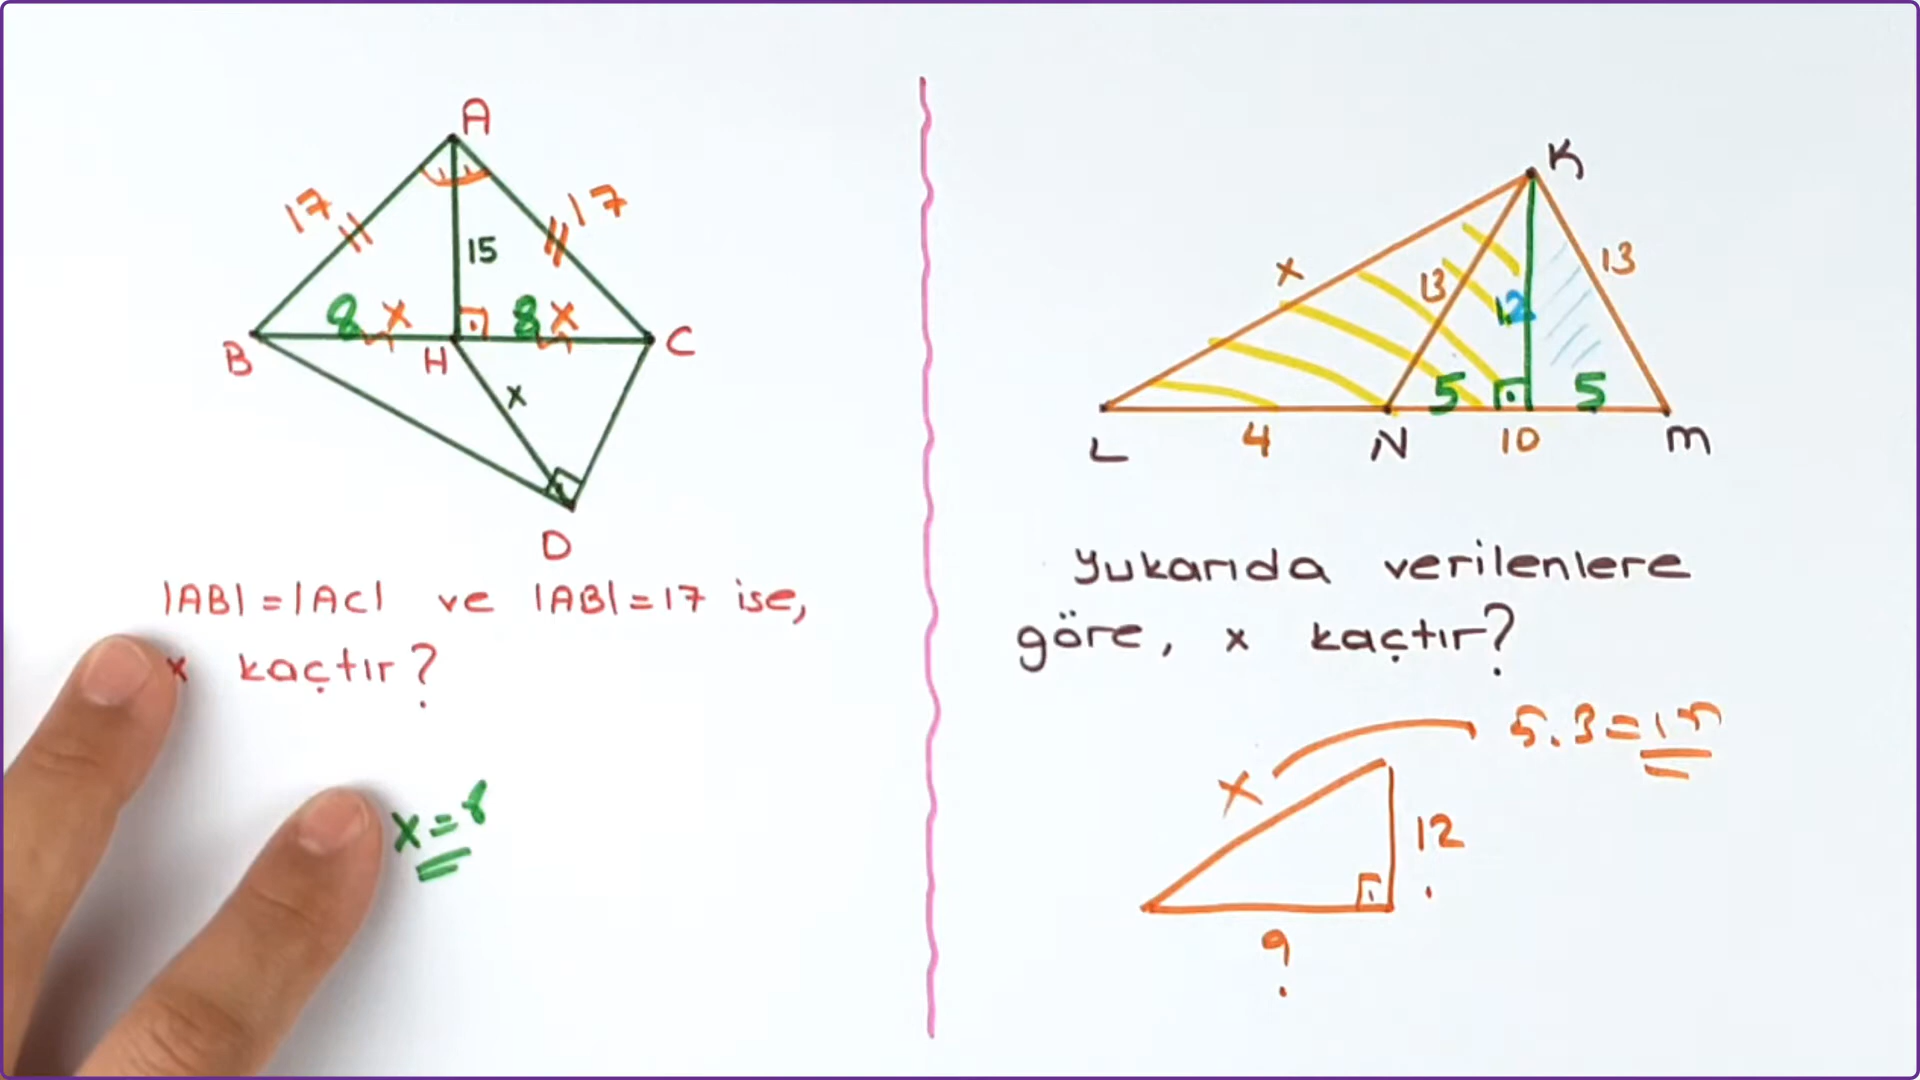 A
17
17
15
8 x
8 x
B
H
C
x
D
|AB| = |AC| ve |AB| = 17 ise,
x kaçtır?
x = 8
K
x
13
13
12
5
5
L
4
N
10
M
Yukarıda verilenlere
göre, x kaçtır?
5.3 = 15
x
12
9